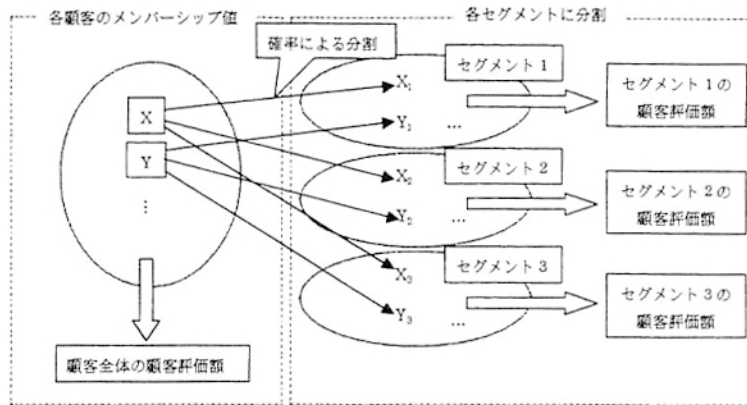 各顧客のメンバーシップ値
各セグメントに分割
確率による分割
セグメント1
X₁
Y₁ …
セグメント1の
顧客評価額
X
Y
⋮
セグメント2
X₂
Y₂ …
セグメント2の
顧客評価額
セグメント3
X₃
Y₃ …
セグメント3の
顧客評価額
顧客全体の顧客評価額